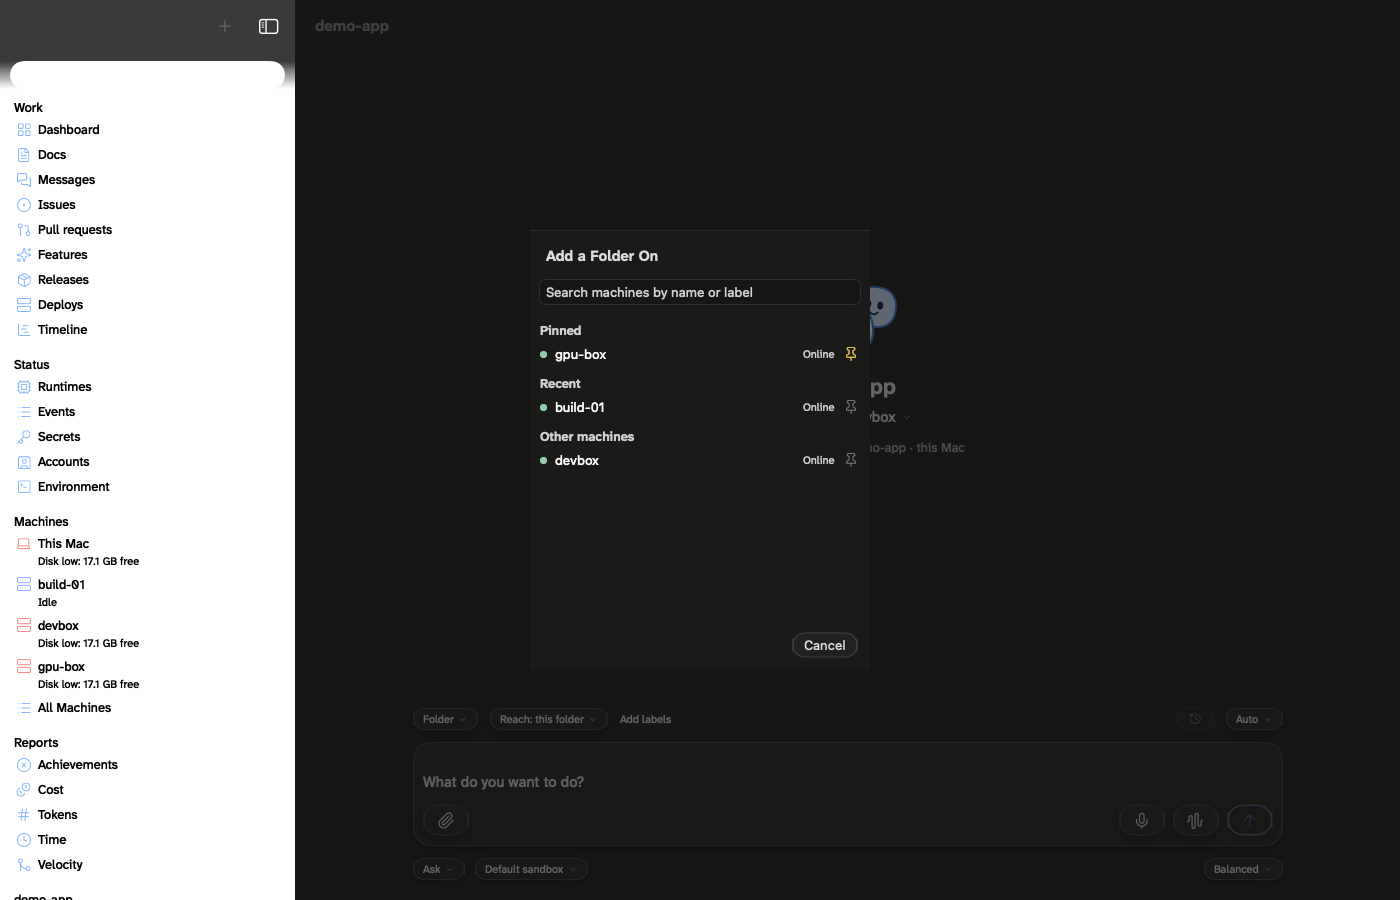 demo-app
Work
Dashboard
Docs
Messages
Issues
Pull requests
Features
Releases
Deploys
Timeline
Status
Runtimes
Events
Secrets
Accounts
Environment
Machines
This Mac
Disk low: 17.1 GB free
build-01
Idle
devbox
Disk low: 17.1 GB free
gpu-box
Disk low: 17.1 GB free
All Machines
Reports
Achievements
Cost
Tokens
Time
Velocity
demo-app
Add a Folder On
Search machines by name or label
Pinned
gpu-box Online
Recent
build-01 Online
Other machines
devbox Online
Cancel
· this Mac
Folder Reach: this folder Add labels Auto
What do you want to do?
Ask Default sandbox Balanced